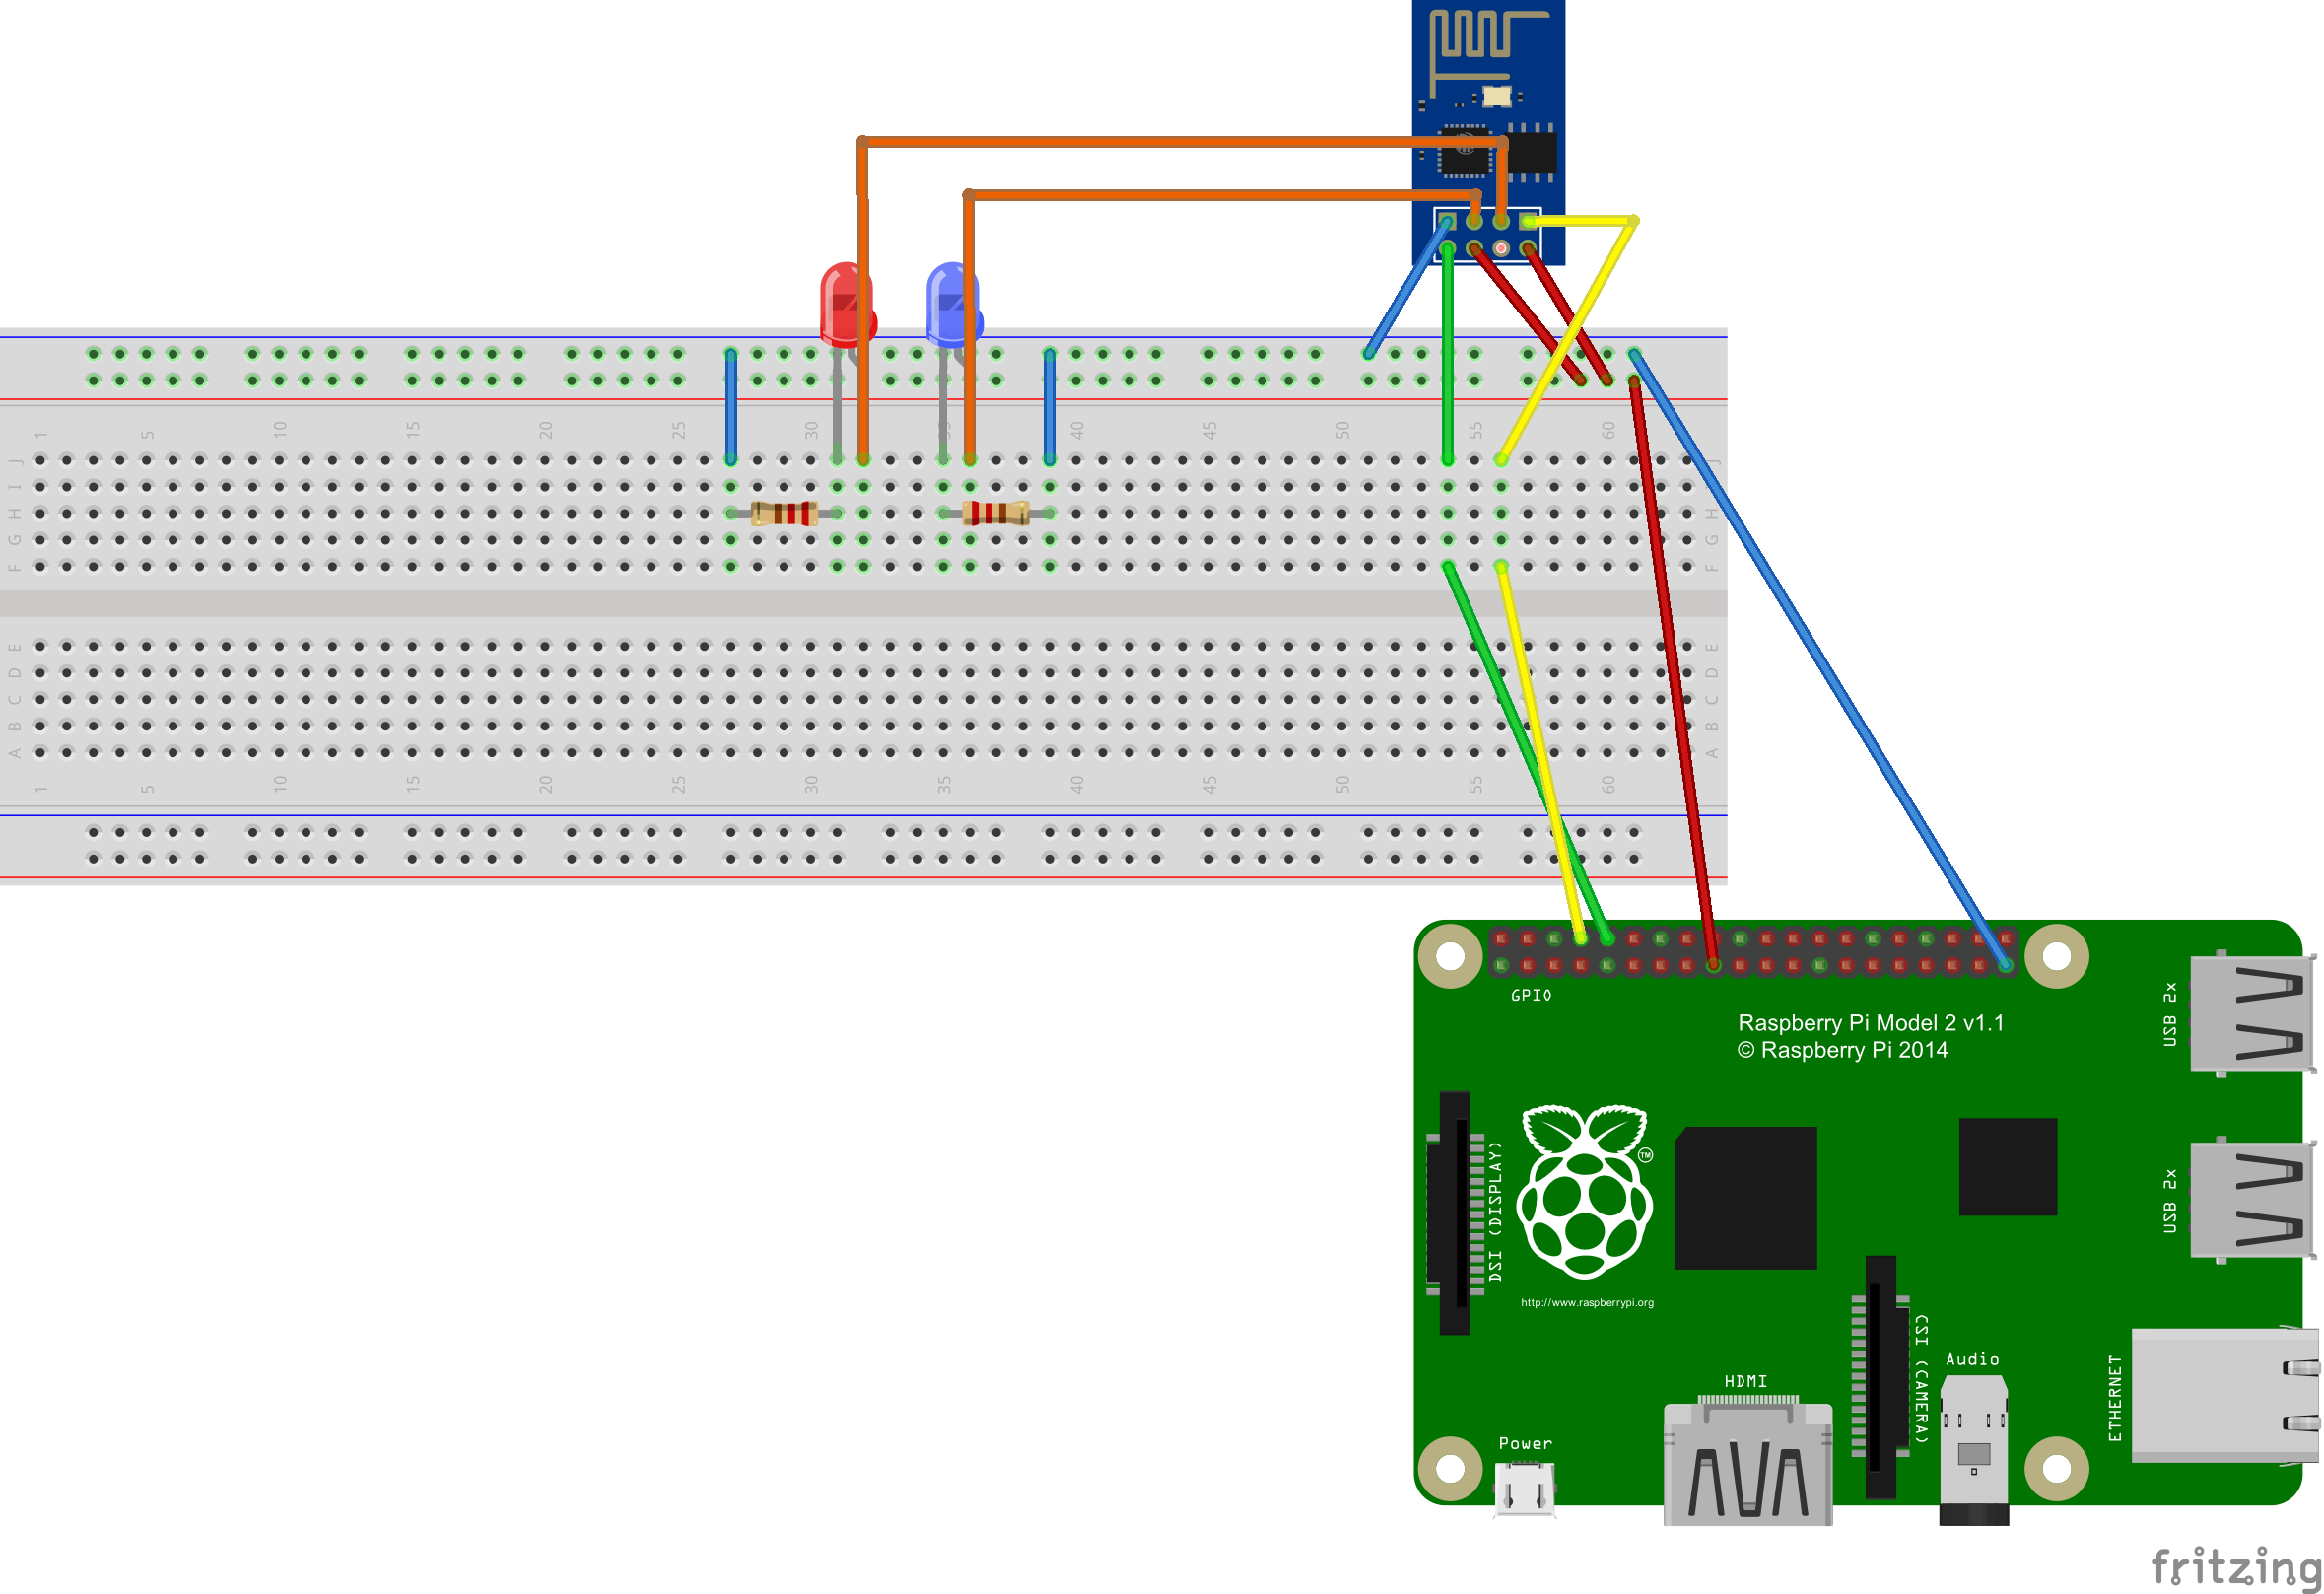 1 5 10 15 20 25 30 35 40 45 50 55 60
J J
I I
H H
G G
F F
E E
D D
C C
B B
A A
1 5 10 15 20 25 30 35 40 45 50 55 60
GPIO
Raspberry Pi Model 2 v1.1
© Raspberry Pi 2014
USB 2x
DSI (DISPLAY)
TM
USB 2x
http://www.raspberrypi.org
CSI (CAMERA)
Audio
HDMI
ETHERNET
Power
fritzing